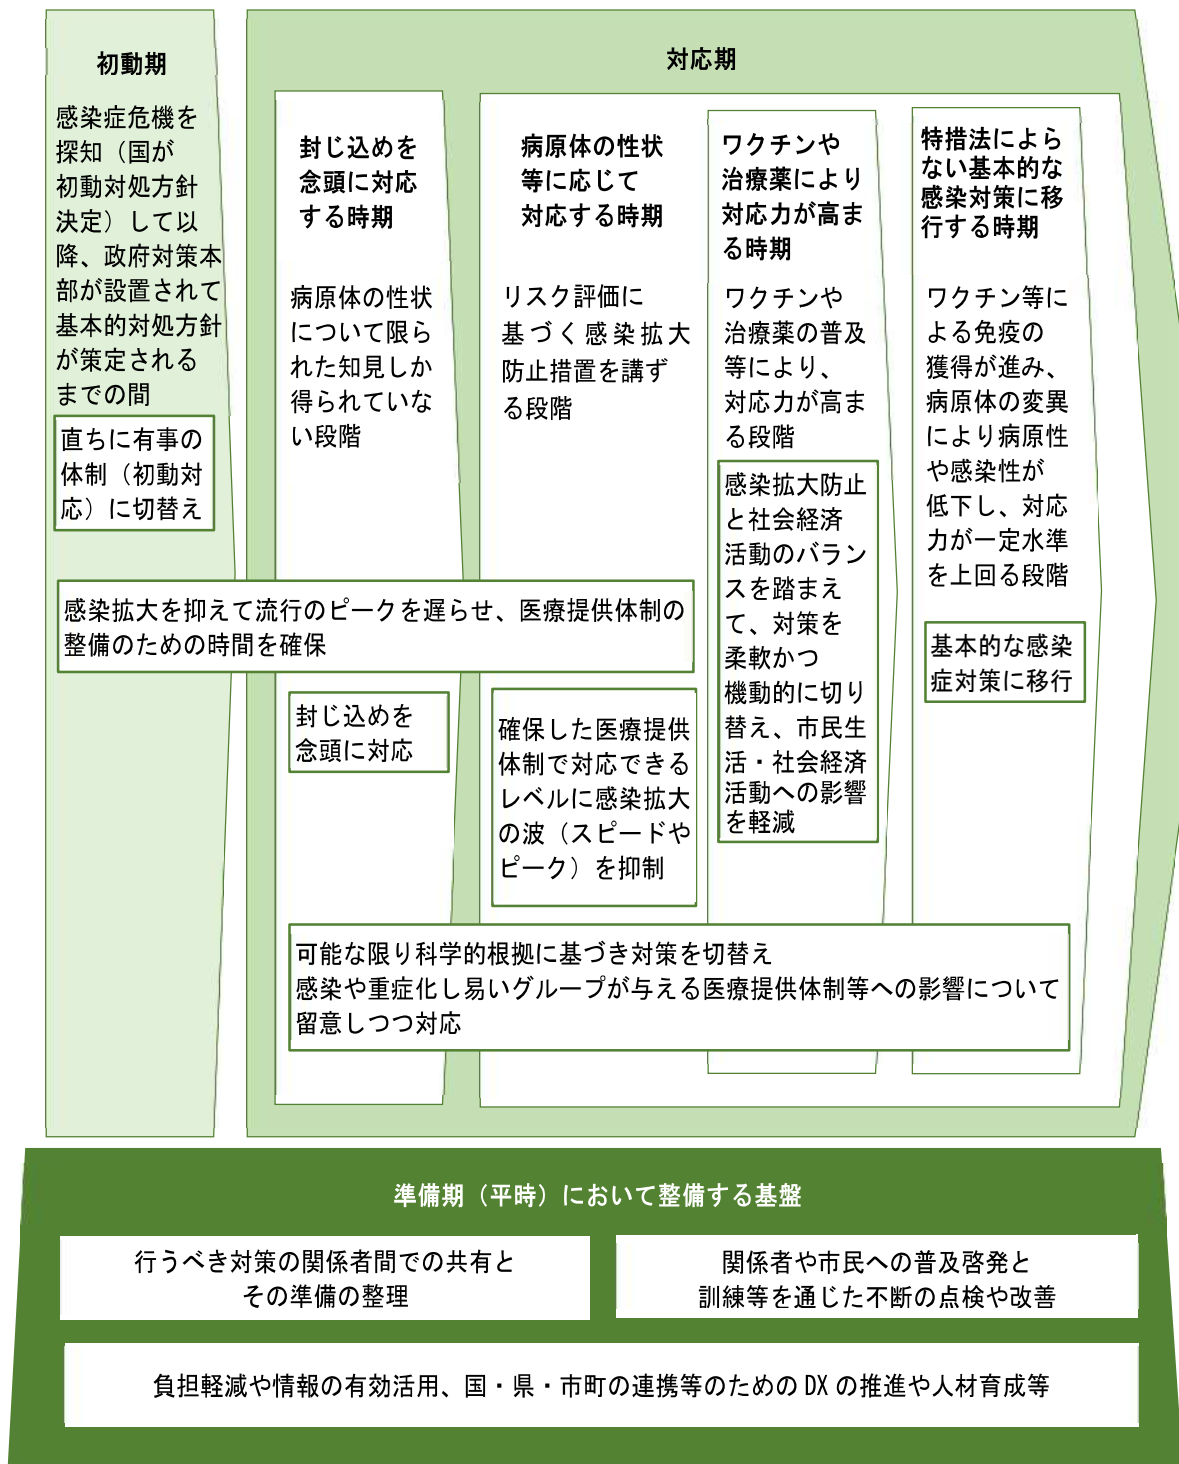 初動期
感染症危機を
探知（国が
初動対処方針
決定）して以
降、政府対策本
部が設置されて
基本的対処方針
が策定される
までの間
直ちに有事の
体制（初動対
応）に切替え
対応期
封じ込めを
念頭に対応
する時期
病原体の性状
について限ら
れた知見しか
得られていな
い段階
病原体の性状
等に応じて
対応する時期
リスク評価に
基づく感染拡大
防止措置を講ず
る段階
ワクチンや
治療薬により
対応力が高ま
る時期
ワクチンや
治療薬の普及
等により、
対応力が高ま
る段階
感染拡大防止
と社会経済
活動のバラン
スを踏まえ
て、対策を
柔軟かつ
機動的に切り
替え、市民生
活・社会経済
活動への影響
を軽減
特措法によら
ない基本的な
感染対策に移
行する時期
ワクチン等に
よる免疫の
獲得が進み、
病原体の変異
により病原性
や感染性が
低下し、対応
力が一定水準
を上回る段階
基本的な感染
症対策に移行
感染拡大を抑えて流行のピークを遅らせ、医療提供体制の
整備のための時間を確保
封じ込めを
念頭に対応
確保した医療提供
体制で対応できる
レベルに感染拡大
の波（スピードや
ピーク）を抑制
可能な限り科学的根拠に基づき対策を切替え
感染や重症化し易いグループが与える医療提供体制等への影響について
留意しつつ対応
準備期（平時）において整備する基盤
行うべき対策の関係者間での共有と
その準備の整理
関係者や市民への普及啓発と
訓練等を通じた不断の点検や改善
負担軽減や情報の有効活用、国・県・市町の連携等のための DX の推進や人材育成等